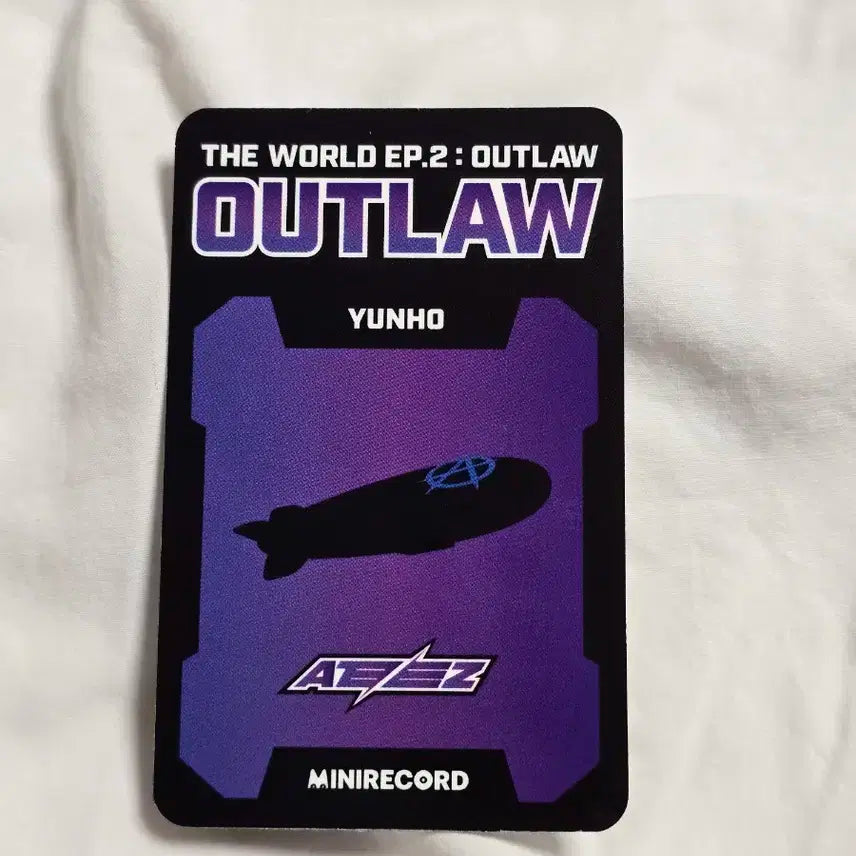 THE WORLD EP.2 : OUTLAW
OUTLAW
YUNHO
ATEEZ
MINIRECORD